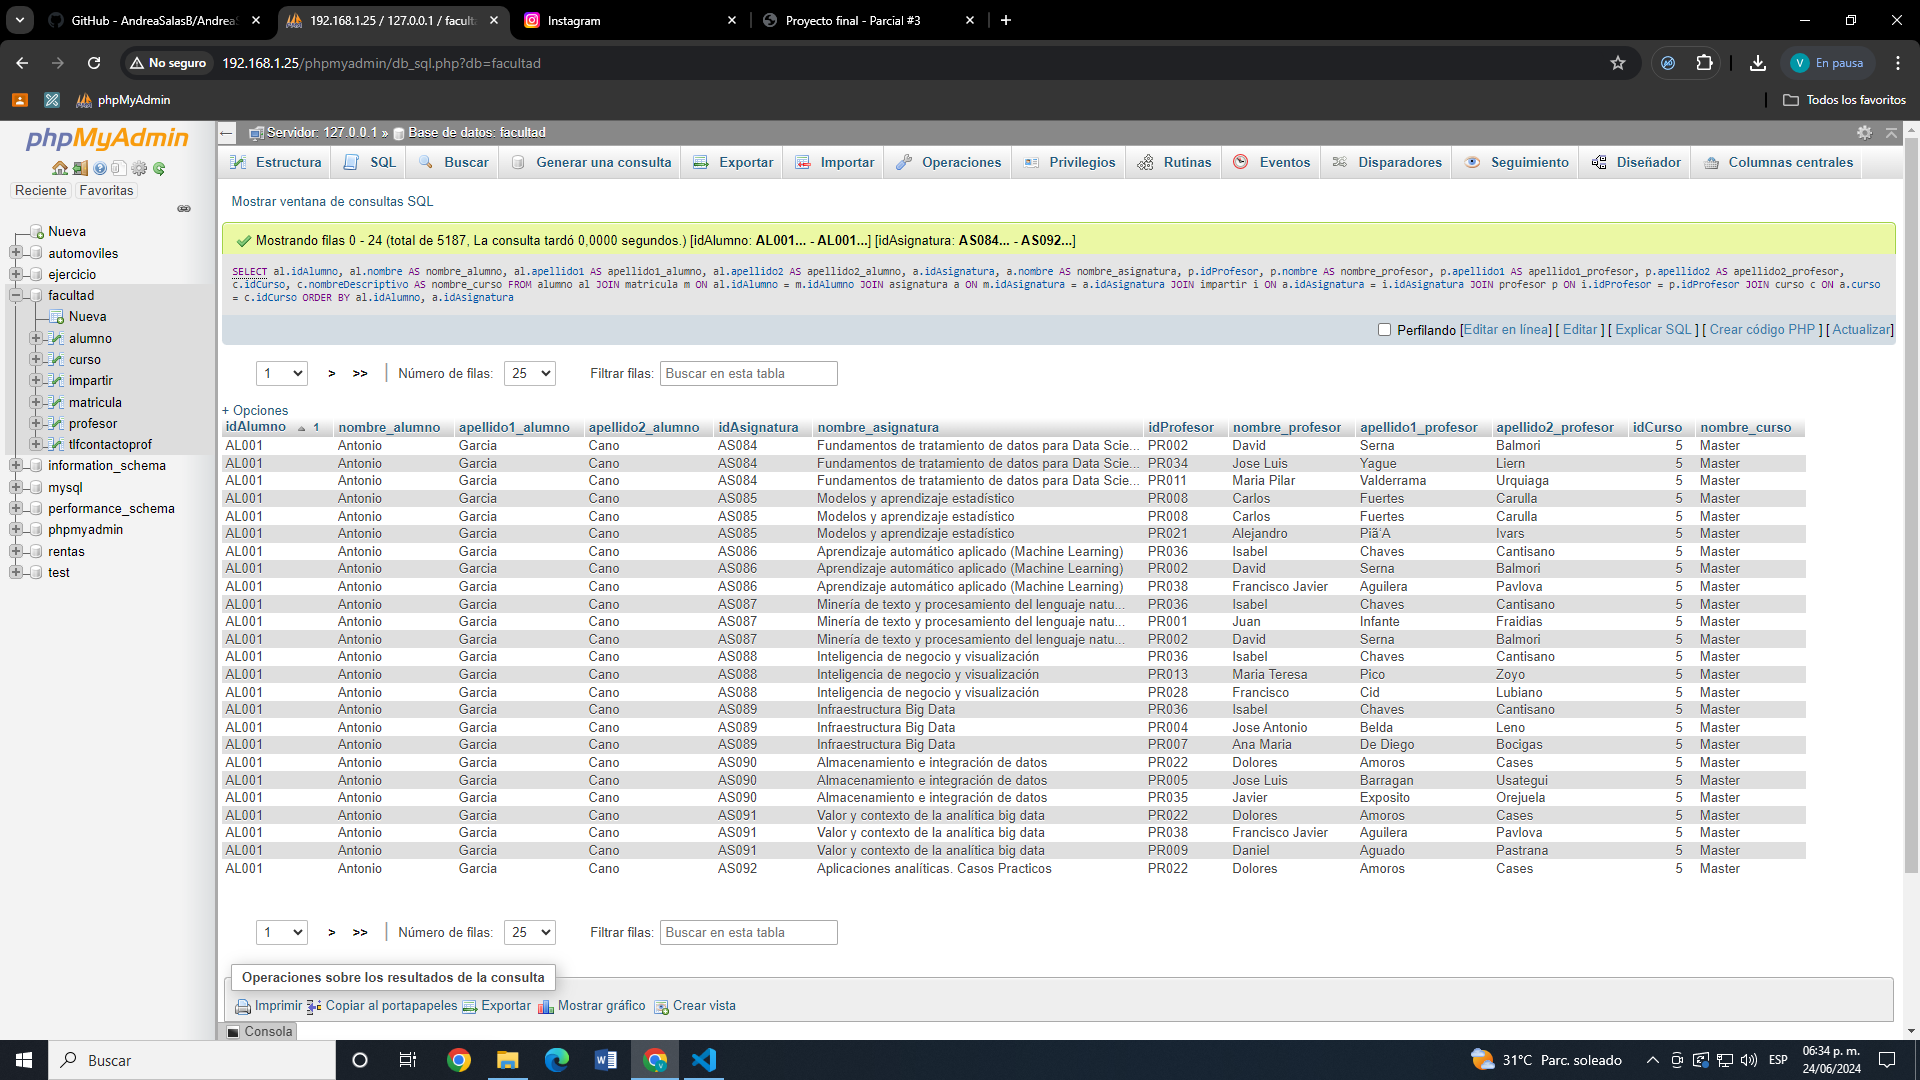 GitHub - AndreaSalasB/Andrea
192.168.1.25 / 127.0.0.1 / facult
Instagram
Proyecto final - Parcial #3
No seguro
192.168.1.25/phpmyadmin/db_sql.php?db=facultad
V En pausa
phpMyAdmin
Todos los favoritos
phpMyAdmin
Reciente Favoritas
Nueva
automoviles
ejercicio
facultad
Nueva
alumno
curso
impartir
matricula
profesor
tlfcontactoprof
information_schema
mysql
performance_schema
phpmyadmin
rentas
test
Servidor: 127.0.0.1 » Base de datos: facultad
Estructura SQL Buscar Generar una consulta Exportar Importar Operaciones Privilegios Rutinas Eventos Disparadores Seguimiento Diseñador Columnas centrales
Mostrar ventana de consultas SQL
Mostrando filas 0 - 24 (total de 5187, La consulta tardó 0,0000 segundos.) [idAlumno: AL001... - AL001...] [idAsignatura: AS084... - AS092...]
SELECT al.idAlumno, al.nombre AS nombre_alumno, al.apellido1 AS apellido1_alumno, al.apellido2 AS apellido2_alumno, a.idAsignatura, a.nombre AS nombre_asignatura, p.idProfesor, p.nombre AS nombre_profesor, p.apellido1 AS apellido1_profesor, p.apellido2 AS apellido2_profesor,
c.idCurso, c.nombreDescriptivo AS nombre_curso FROM alumno al JOIN matricula m ON al.idAlumno = m.idAlumno JOIN asignatura a ON m.idAsignatura = a.idAsignatura JOIN impartir i ON a.idAsignatura = i.idAsignatura JOIN profesor p ON i.idProfesor = p.idProfesor JOIN curso c ON a.curso
= c.idCurso ORDER BY al.idAlumno, a.idAsignatura
Perfilando [Editar en línea] [ Editar ] [ Explicar SQL ] [ Crear código PHP ] [ Actualizar]
1 > >> Número de filas: 25 Filtrar filas: Buscar en esta tabla
+ Opciones
idAlumno 1 nombre_alumno apellido1_alumno apellido2_alumno idAsignatura nombre_asignatura idProfesor nombre_profesor apellido1_profesor apellido2_profesor idCurso nombre_curso
AL001 Antonio Garcia Cano AS084 Fundamentos de tratamiento de datos para Data Scie... PR002 David Serna Balmori 5 Master
AL001 Antonio Garcia Cano AS084 Fundamentos de tratamiento de datos para Data Scie... PR034 Jose Luis Yague Liern 5 Master
AL001 Antonio Garcia Cano AS084 Fundamentos de tratamiento de datos para Data Scie... PR011 Maria Pilar Valderrama Urquiaga 5 Master
AL001 Antonio Garcia Cano AS085 Modelos y aprendizaje estadístico PR008 Carlos Fuertes Carulla 5 Master
AL001 Antonio Garcia Cano AS085 Modelos y aprendizaje estadístico PR008 Carlos Fuertes Carulla 5 Master
AL001 Antonio Garcia Cano AS085 Modelos y aprendizaje estadístico PR021 Alejandro Piã‘A Ivars 5 Master
AL001 Antonio Garcia Cano AS086 Aprendizaje automático aplicado (Machine Learning) PR036 Isabel Chaves Cantisano 5 Master
AL001 Antonio Garcia Cano AS086 Aprendizaje automático aplicado (Machine Learning) PR002 David Serna Balmori 5 Master
AL001 Antonio Garcia Cano AS086 Aprendizaje automático aplicado (Machine Learning) PR038 Francisco Javier Aguilera Pavlova 5 Master
AL001 Antonio Garcia Cano AS087 Minería de texto y procesamiento del lenguaje natu... PR036 Isabel Chaves Cantisano 5 Master
AL001 Antonio Garcia Cano AS087 Minería de texto y procesamiento del lenguaje natu... PR001 Juan Infante Fraidias 5 Master
AL001 Antonio Garcia Cano AS087 Minería de texto y procesamiento del lenguaje natu... PR002 David Serna Balmori 5 Master
AL001 Antonio Garcia Cano AS088 Inteligencia de negocio y visualización PR036 Isabel Chaves Cantisano 5 Master
AL001 Antonio Garcia Cano AS088 Inteligencia de negocio y visualización PR013 Maria Teresa Pico Zoyo 5 Master
AL001 Antonio Garcia Cano AS088 Inteligencia de negocio y visualización PR028 Francisco Cid Lubiano 5 Master
AL001 Antonio Garcia Cano AS089 Infraestructura Big Data PR036 Isabel Chaves Cantisano 5 Master
AL001 Antonio Garcia Cano AS089 Infraestructura Big Data PR004 Jose Antonio Belda Leno 5 Master
AL001 Antonio Garcia Cano AS089 Infraestructura Big Data PR007 Ana Maria De Diego Bocigas 5 Master
AL001 Antonio Garcia Cano AS090 Almacenamiento e integración de datos PR022 Dolores Amoros Cases 5 Master
AL001 Antonio Garcia Cano AS090 Almacenamiento e integración de datos PR005 Jose Luis Barragan Usategui 5 Master
AL001 Antonio Garcia Cano AS090 Almacenamiento e integración de datos PR035 Javier Exposito Orejuela 5 Master
AL001 Antonio Garcia Cano AS091 Valor y contexto de la analítica big data PR022 Dolores Amoros Cases 5 Master
AL001 Antonio Garcia Cano AS091 Valor y contexto de la analítica big data PR038 Francisco Javier Aguilera Pavlova 5 Master
AL001 Antonio Garcia Cano AS091 Valor y contexto de la analítica big data PR009 Daniel Aguado Pastrana 5 Master
AL001 Antonio Garcia Cano AS092 Aplicaciones analíticas. Casos Practicos PR022 Dolores Amoros Cases 5 Master
1 > >> Número de filas: 25 Filtrar filas: Buscar en esta tabla
Operaciones sobre los resultados de la consulta
Imprimir Copiar al portapapeles Exportar Mostrar gráfico Crear vista
Consola
Buscar
31°C Parc. soleado
ESP
06:34 p. m.
24/06/2024